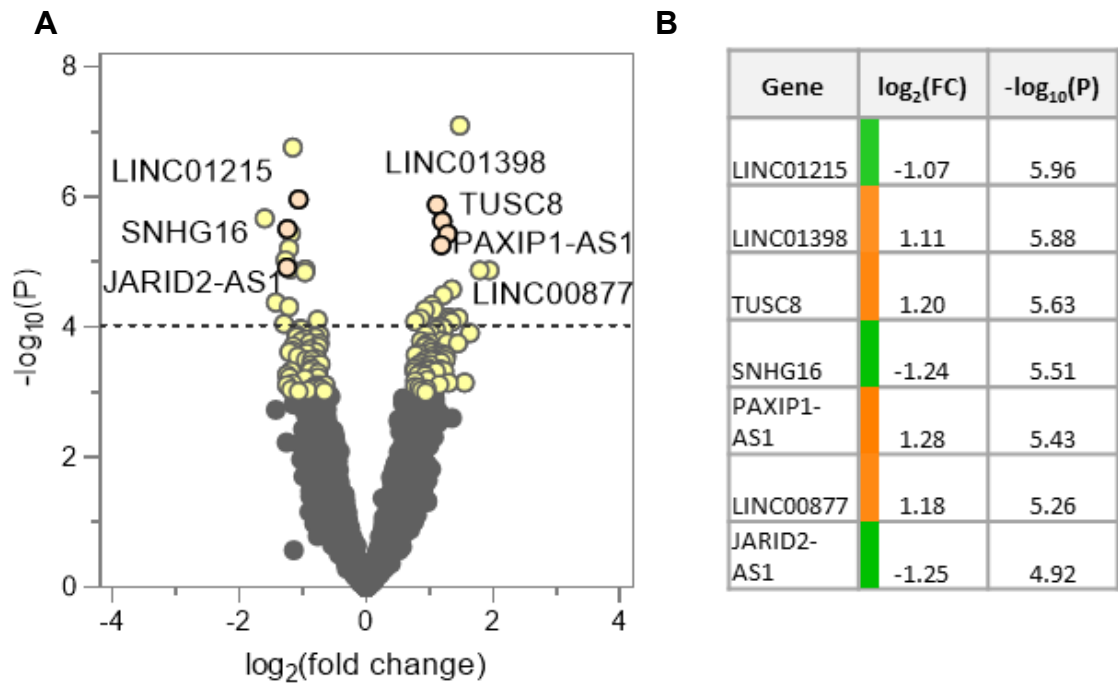 A
B
8
6
4
2
0
-4
-2
0
2
4
-log10(P)
log2(fold change)
LINC01215
SNHG16
JARID2-AS1
LINC01398
TUSC8
PAXIP1-AS1
LINC00877
Gene log2(FC) -log10(P)
LINC01215 -1.07 5.96
LINC01398 1.11 5.88
TUSC8 1.20 5.63
SNHG16 -1.24 5.51
PAXIP1-
AS1 1.28 5.43
LINC00877 1.18 5.26
JARID2-
AS1 -1.25 4.92